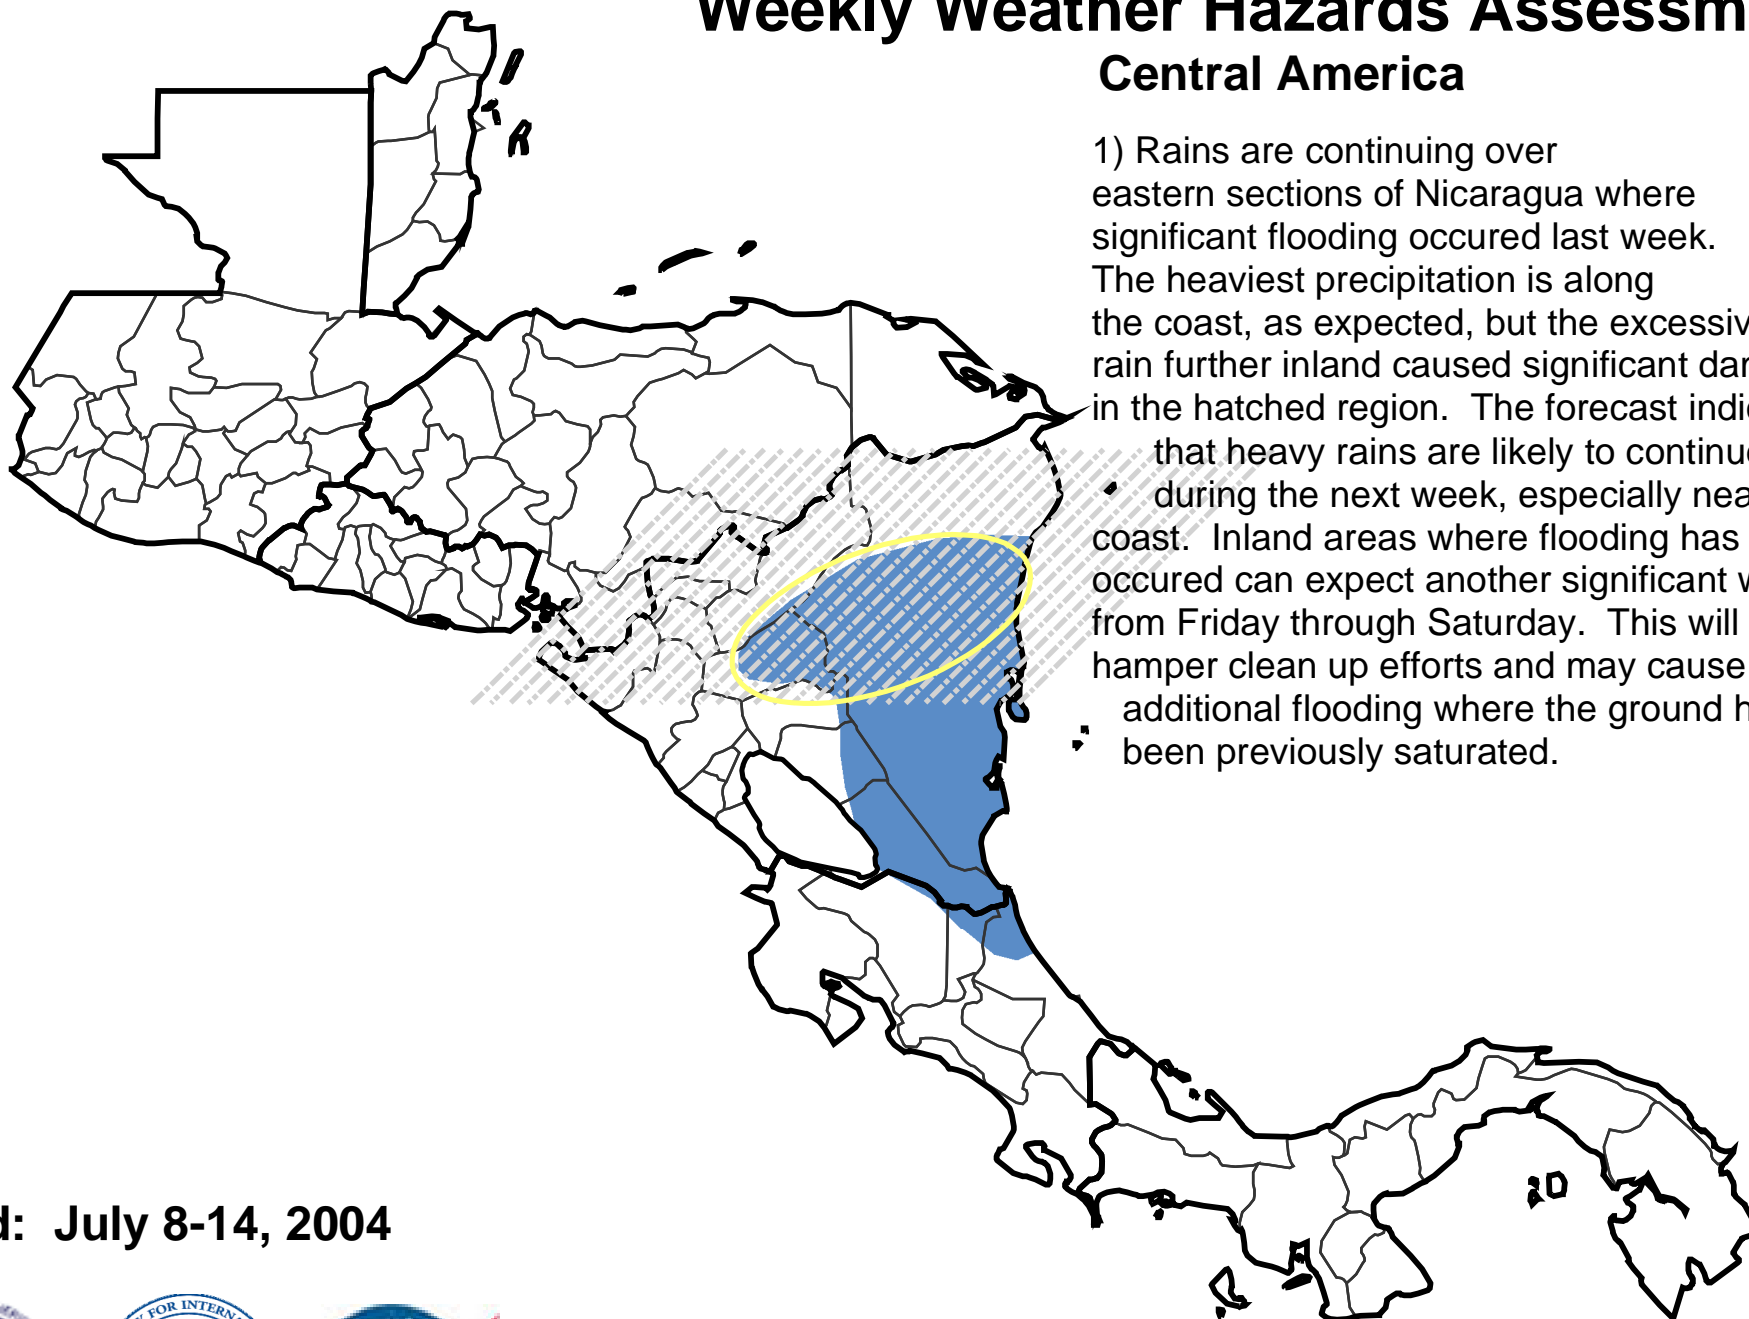 Weekly Weather Hazards Assessm
Central America
1) Rains are continuing over
eastern sections of Nicaragua where
significant flooding occured last week.
The heaviest precipitation is along
the coast, as expected, but the excessiv
rain further inland caused significant dar
in the hatched region. The forecast indic
that heavy rains are likely to continue
during the next week, especially nea
coast. Inland areas where flooding has
occured can expect another significant w
from Friday through Saturday. This will
hamper clean up efforts and may cause
additional flooding where the ground h
been previously saturated.
d: July 8-14, 2004
FOR INTERN